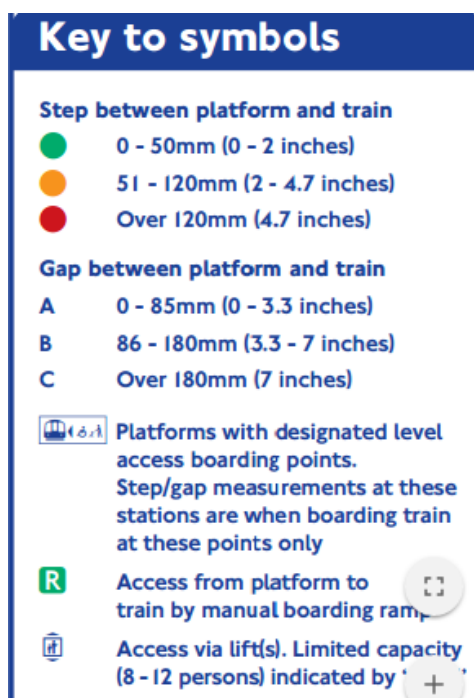 Key to symbols
Step between platform and train
0 - 50mm (0 - 2 inches)
51 - 120mm (2 - 4.7 inches)
Over 120mm (4.7 inches)
Gap between platform and train
A 0 - 85mm (0 - 3.3 inches)
B 86 - 180mm (3.3 - 7 inches)
C Over 180mm (7 inches)
Platforms with designated level
access boarding points.
Step/gap measurements at these
stations are when boarding train
at these points only
R Access from platform to
train by manual boarding ramp
Access via lift(s). Limited capacity
(8 - 12 persons) indicated by